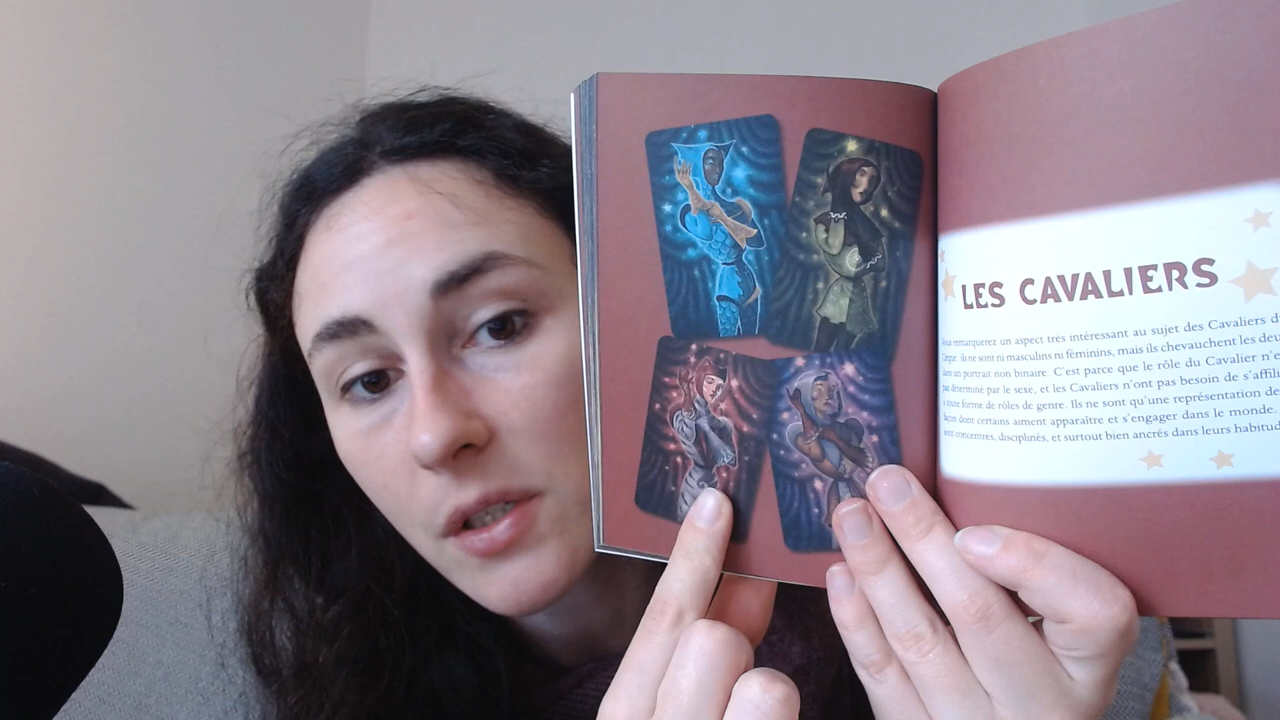 LES CAVALIERS
Vous remarquerez un aspect très intéressant au sujet des Cavaliers
Cirque ils ne sont ni masculins ni féminins, mais ils chevauchent les deux
dans un portrait non binaire. C'est parce que le rôle du Cavalier
pas déterminé par le sexe, et les Cavaliers n'ont pas besoin de
à toute forme de rôles de genre. Ils ne sont qu'une représentation
façon dont certains aiment apparaître et s'engager dans le monde.
sont concentrés, disciplinés, et surtout bien ancrés dans leurs